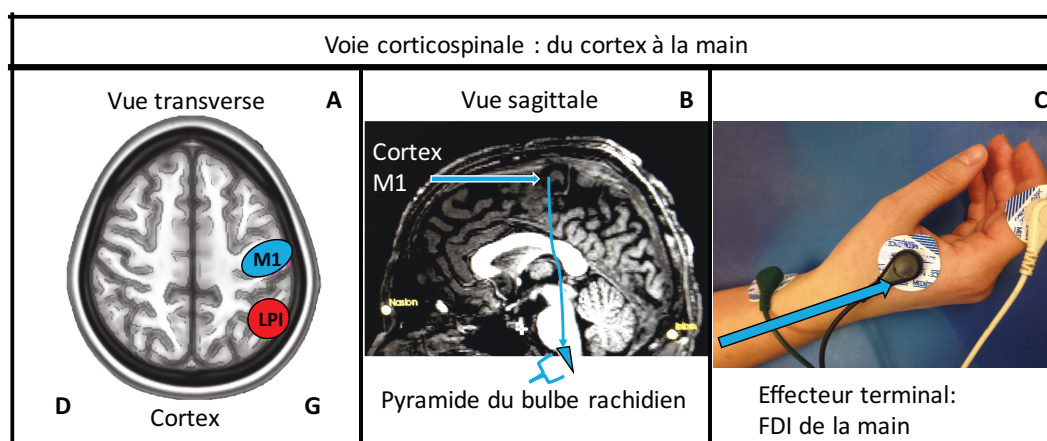 Voie corticospinale : du cortex à la main
Vue transverse
A
M1
LPI
D
G
Cortex
Vue sagittale
B
Cortex
M1
Nasion
Inion
Pyramide du bulbe rachidien
C
Effecteur terminal:
FDI de la main